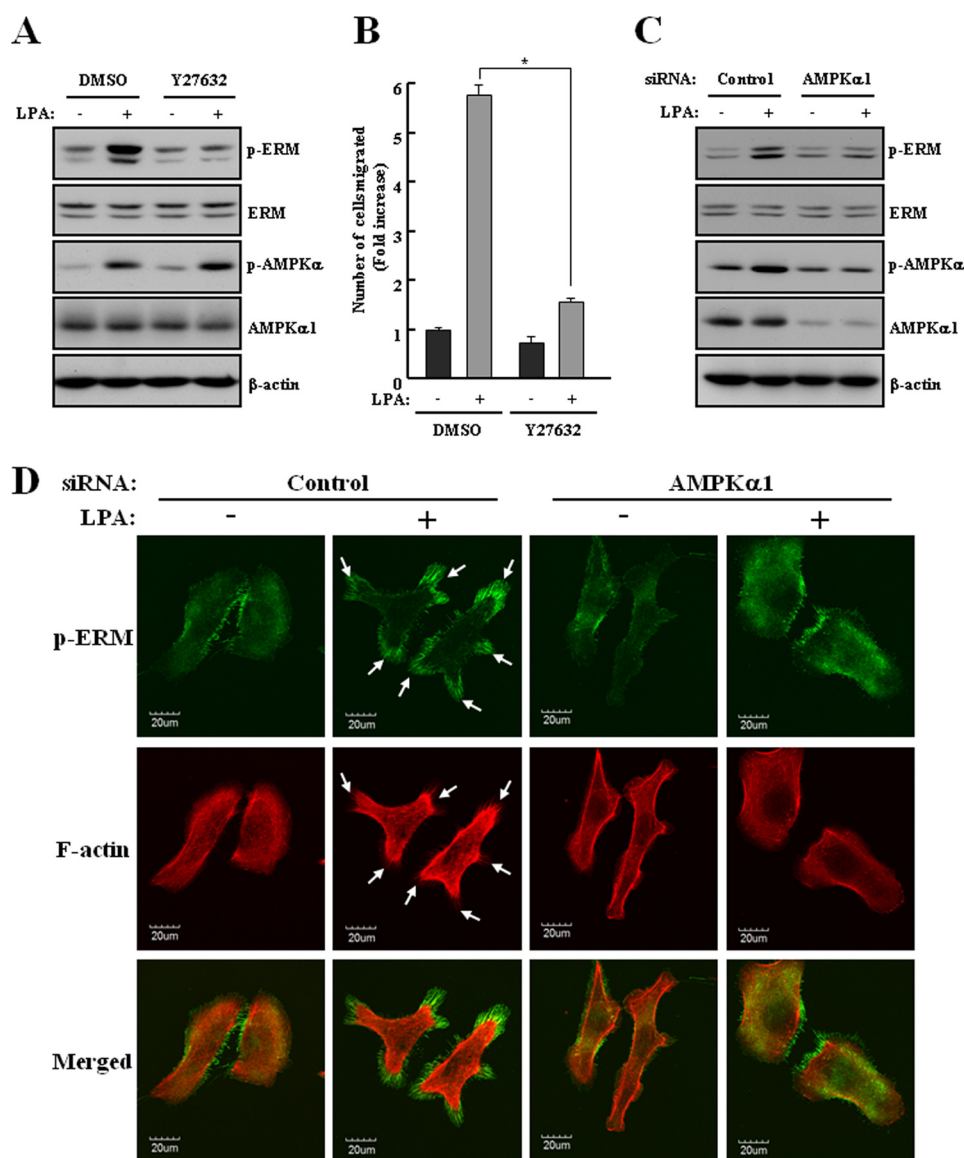 A
DMSO Y27632
LPA: - + - +
p-ERM
ERM
p-AMPKα
AMPKα1
β-actin
B
*
Number of cells migrated
(Fold increase)
6
5
4
3
2
1
0
LPA: - + - +
DMSO Y27632
C
siRNA: Control AMPKα1
LPA: - + - +
p-ERM
ERM
p-AMPKα
AMPKα1
β-actin
D
siRNA: Control AMPKα1
LPA: - + - +
p-ERM
20um 20um 20um 20um
F-actin
20um 20um 20um 20um
Merged
20um 20um 20um 20um